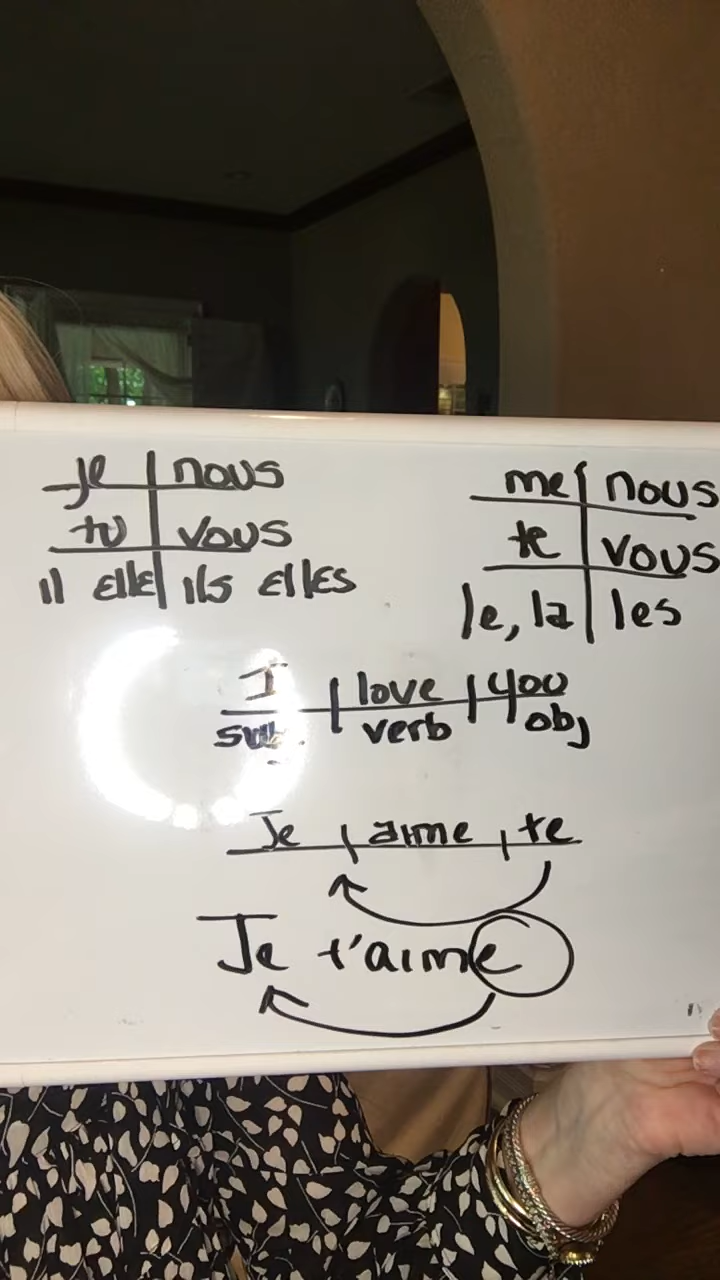 je nous
tu vous
il elle ils elles
me nous
te vous
le, la les
I love you
verb obj
Je aime te
Je t'aime